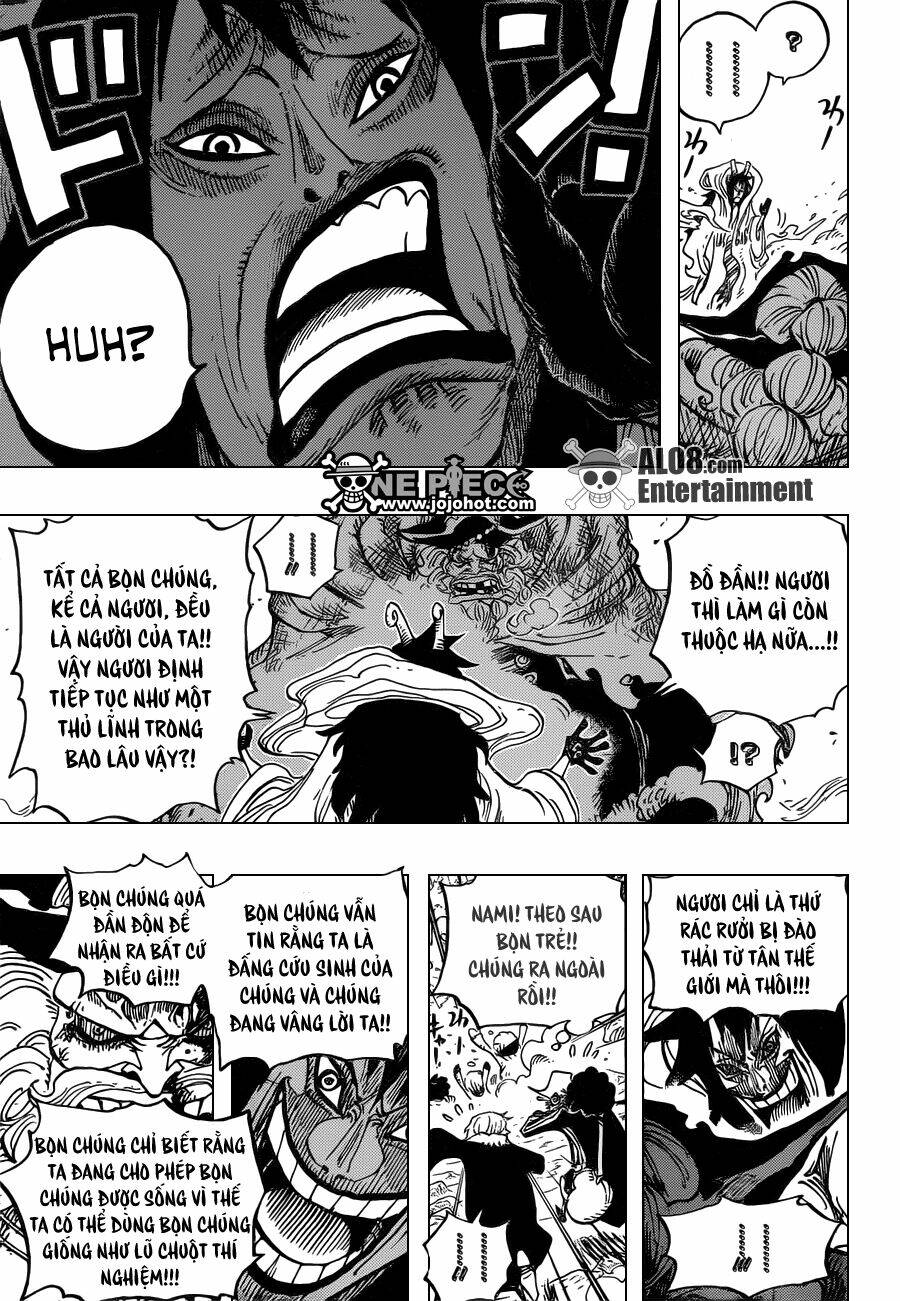 ?
!!
ズ
ズ
ドドン!!
HUH?
ONE PIECE
www.jojohot.com
ALO8.com
Entertainment
ĐỒ ĐẦN!! NGƯƠI
THÌ LÀM GÌ CÒN
THUỘC HẠ NỮA...!!
!?
TẤT CẢ BỌN CHÚNG,
KỂ CẢ NGƯƠI, ĐỀU
LÀ NGƯỜI CỦA TA!!
VẬY NGƯƠI ĐỊNH
TIẾP TỤC NHƯ MỘT
THỦ LĨNH TRONG
BAO LÂU VẬY?!
NGƯƠI CHỈ LÀ THỨ
RÁC RƯỞI BỊ ĐÀO
THẢI TỪ TÂN THẾ
GIỚI MÀ THÔI!!!
NAMI! THEO SAU
BỌN TRẺ!!
CHÚNG RA NGOÀI
RỒI!!
BỌN CHÚNG VẪN
TIN RẰNG TA LÀ
ĐẤNG CỨU SINH CỦA
CHÚNG VÀ CHÚNG
ĐANG VÂNG LỜI TA!!
BỌN CHÚNG QUÁ
ĐẦN ĐỘN ĐỂ
NHẬN RA BẤT CỨ
ĐIỀU GÌ!!!
BỌN CHÚNG CHỈ BIẾT RẰNG
TA ĐANG CHO PHÉP BỌN
CHÚNG ĐƯỢC SỐNG VÌ THẾ
TA CÓ THỂ DÙNG BỌN CHÚNG
GIỐNG NHƯ LŨ CHUỘT THÍ
NGHIỆM!!!